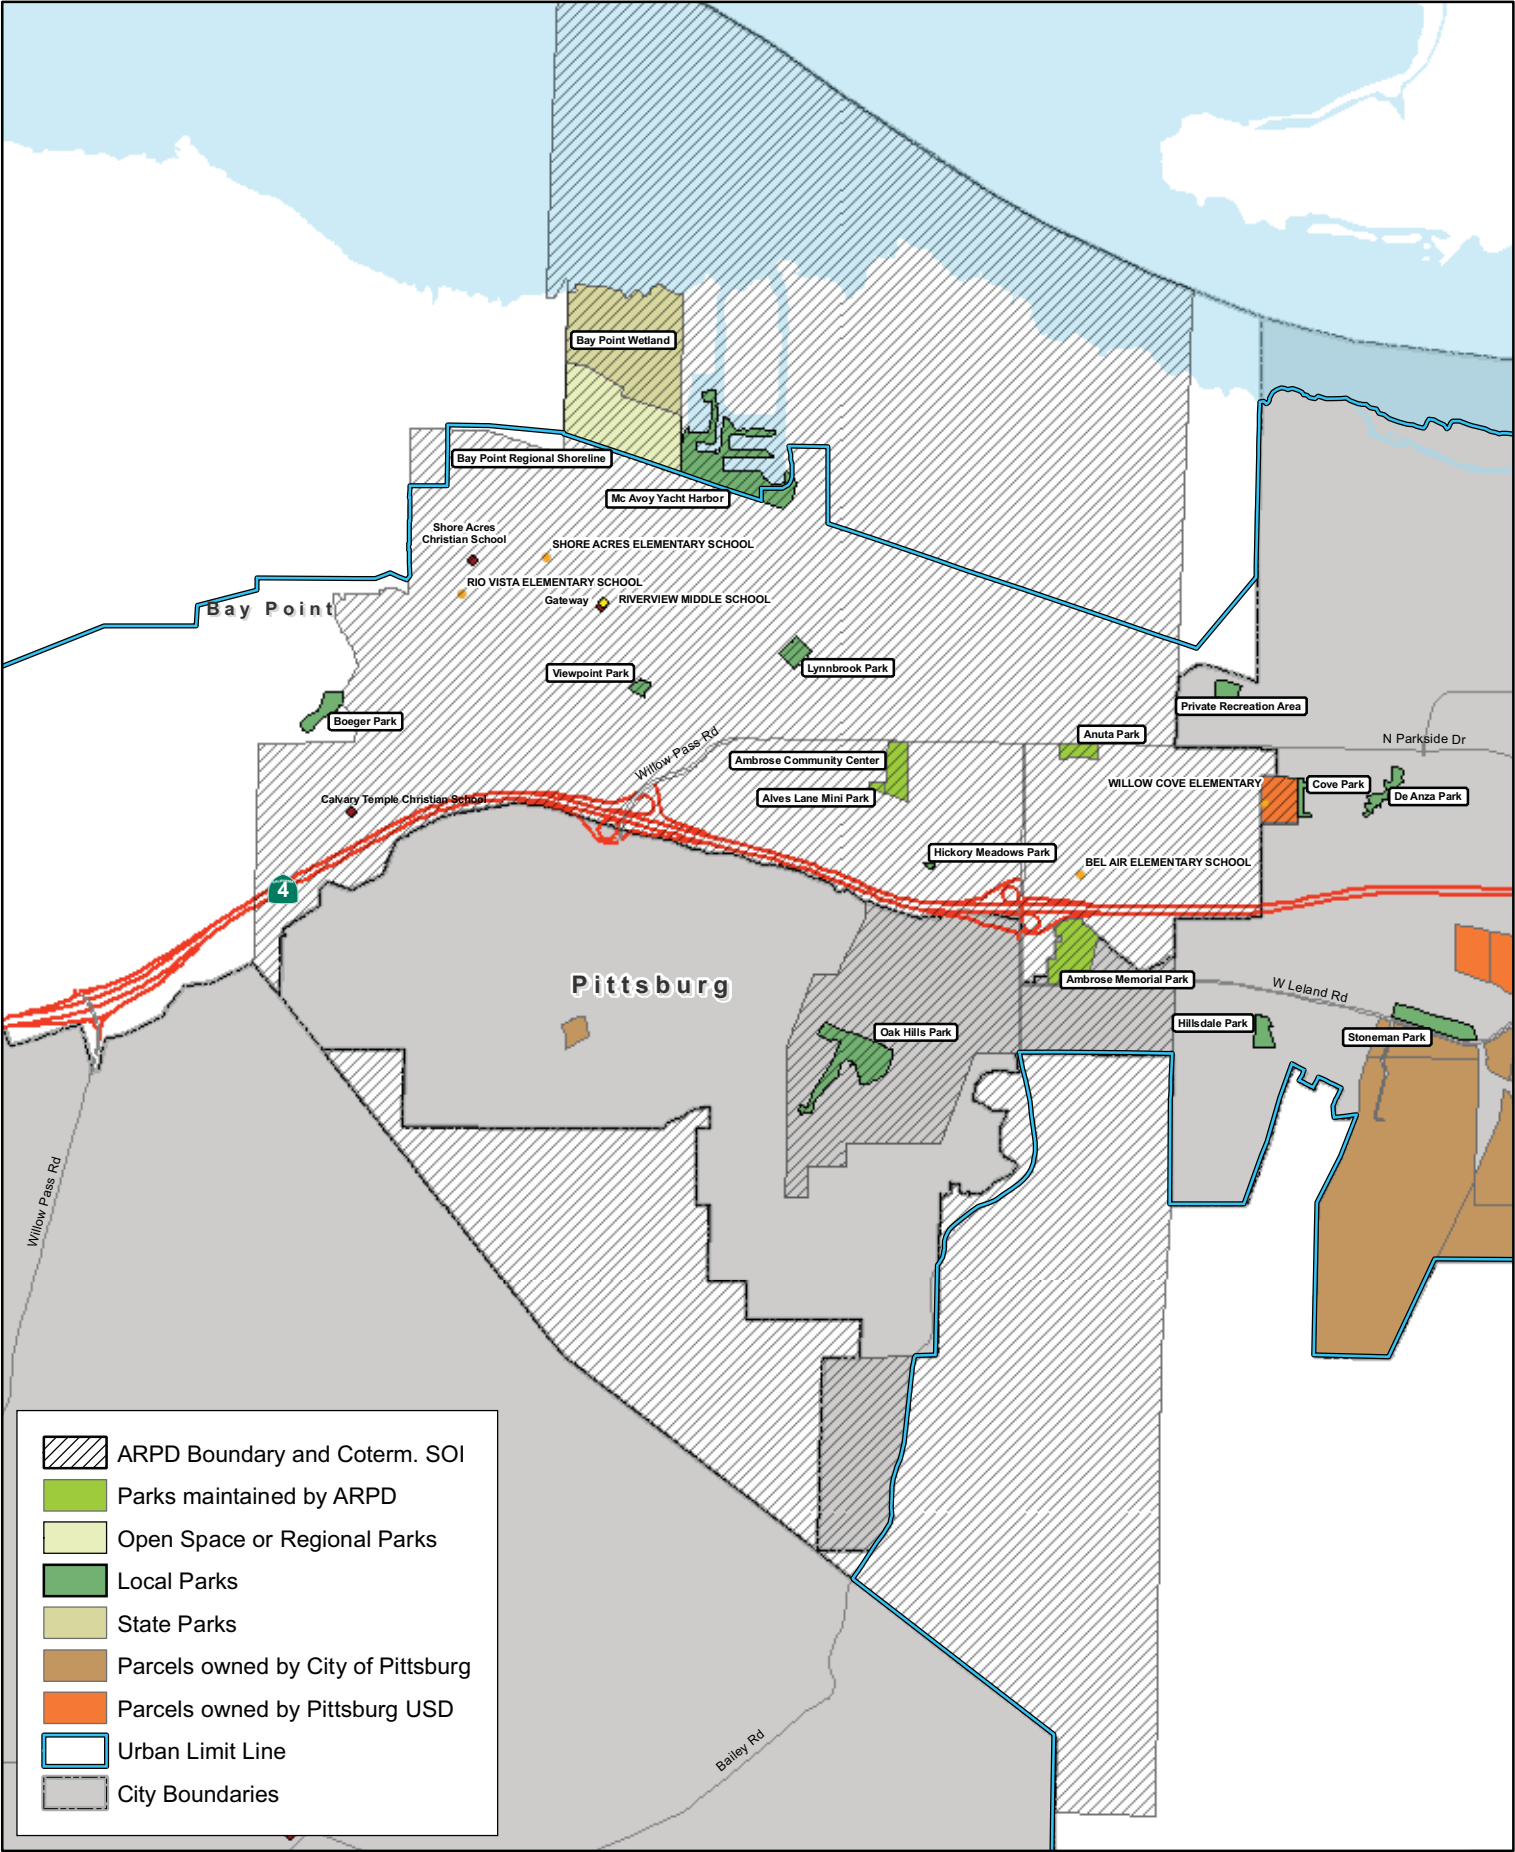 Bay Point Wetland
Bay Point Regional Shoreline
Mc Avoy Yacht Harbor
Shore Acres
Christian School
SHORE ACRES ELEMENTARY SCHOOL
RIO VISTA ELEMENTARY SCHOOL
Gateway
RIVERVIEW MIDDLE SCHOOL
Bay Point
Lynnbrook Park
Viewpoint Park
Boeger Park
Private Recreation Area
Willow Pass Rd
Anuta Park
N Parkside Dr
Ambrose Community Center
WILLOW COVE ELEMENTARY
Cove Park
De Anza Park
Alves Lane Mini Park
Calvary Temple Christian School
Hickory Meadows Park
BEL AIR ELEMENTARY SCHOOL
4
Ambrose Memorial Park
Pittsburg
W Leland Rd
Hillsdale Park
Oak Hills Park
Stoneman Park
Willow Pass Rd
Bailey Rd
ARPD Boundary and Coterm. SOI
Parks maintained by ARPD
Open Space or Regional Parks
Local Parks
State Parks
Parcels owned by City of Pittsburg
Parcels owned by Pittsburg USD
Urban Limit Line
City Boundaries